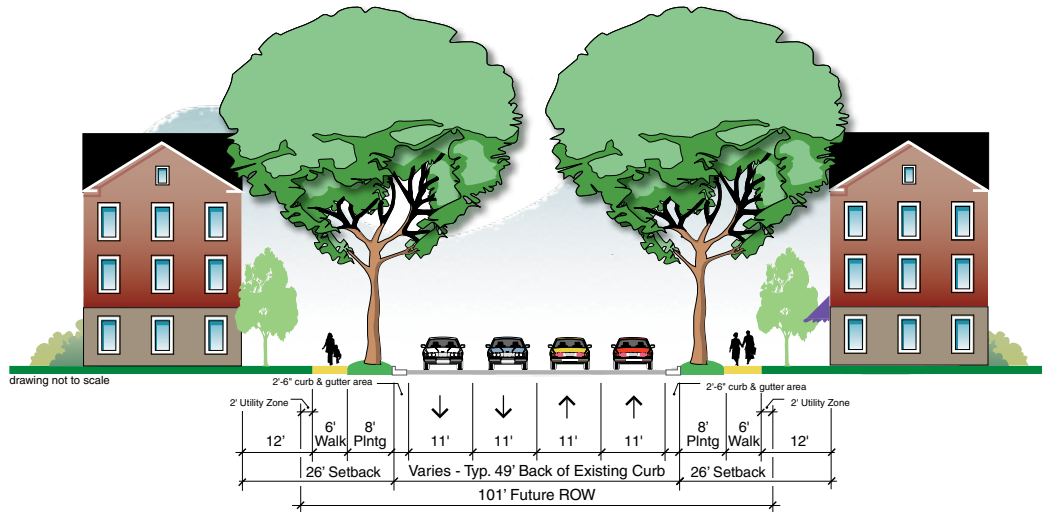 drawing not to scale
2'-6" curb & gutter area
2'-6" curb & gutter area
2' Utility Zone
2' Utility Zone
12'
6'
Walk
8'
Plntg
11'
11'
11'
11'
8'
Plntg
6'
Walk
12'
26' Setback
Varies - Typ. 49' Back of Existing Curb
26' Setback
101' Future ROW